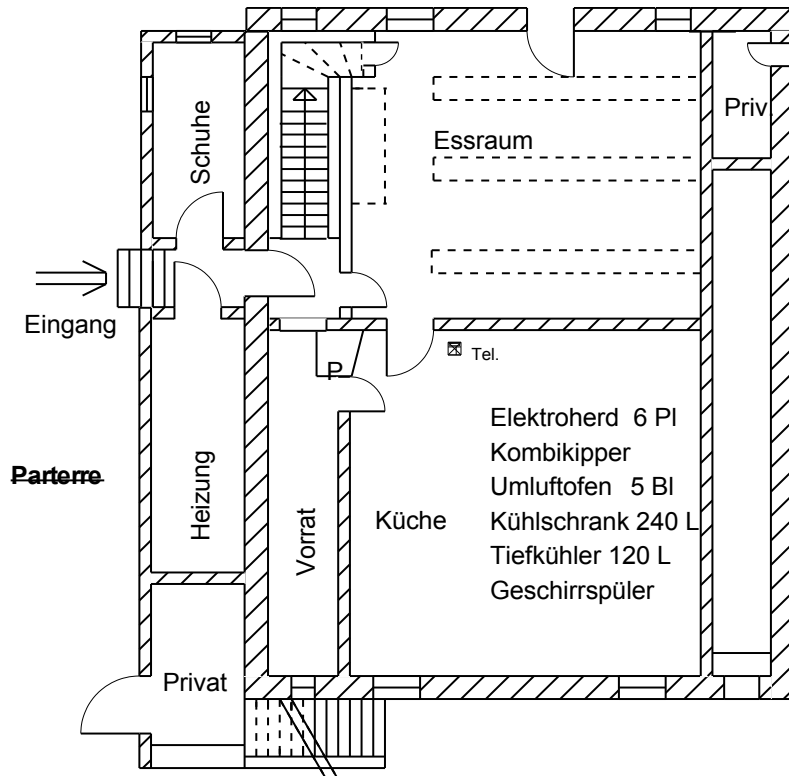 Schuhe
Essraum
Priv.
Eingang
P
Tel.
Parterre
Heizung
Vorrat
Küche
Elektroherd 6 Pl
Kombikipper
Umluftofen 5 Bl
Kühlschrank 240 L
Tiefkühler 120 L
Geschirrspüler
Privat